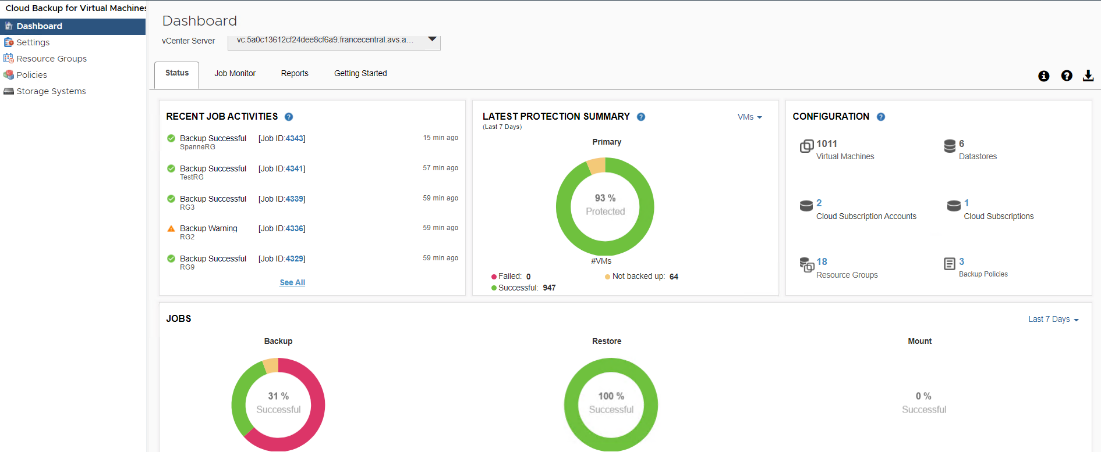 Cloud Backup for Virtual Machines
Dashboard
Settings
Resource Groups
Policies
Storage Systems
Dashboard
vCenter Server vc.5a0c13612cf24dee8cf6a9.francecentral.avs.a...
Status Job Monitor Reports Getting Started
RECENT JOB ACTIVITIES
Backup Successful [Job ID:4343] 15 min ago
SpannaRG
Backup Successful [Job ID:4341] 57 min ago
TestRG
Backup Successful [Job ID:4339] 59 min ago
RG3
Backup Warning [Job ID:4336] 59 min ago
RG2
Backup Successful [Job ID:4329] 59 min ago
RG9
See All
LATEST PROTECTION SUMMARY VMs
(Last 7 Days)
Primary
93 %
Protected
#VMs
Failed: 0 Not backed up: 64
Successful: 947
CONFIGURATION
1011 6
Virtual Machines Datastores
2 1
Cloud Subscription Accounts Cloud Subscriptions
18 3
Resource Groups Backup Policies
JOBS Last 7 Days
Backup Restore Mount
31 % 100 % 0 %
Successful Successful Successful